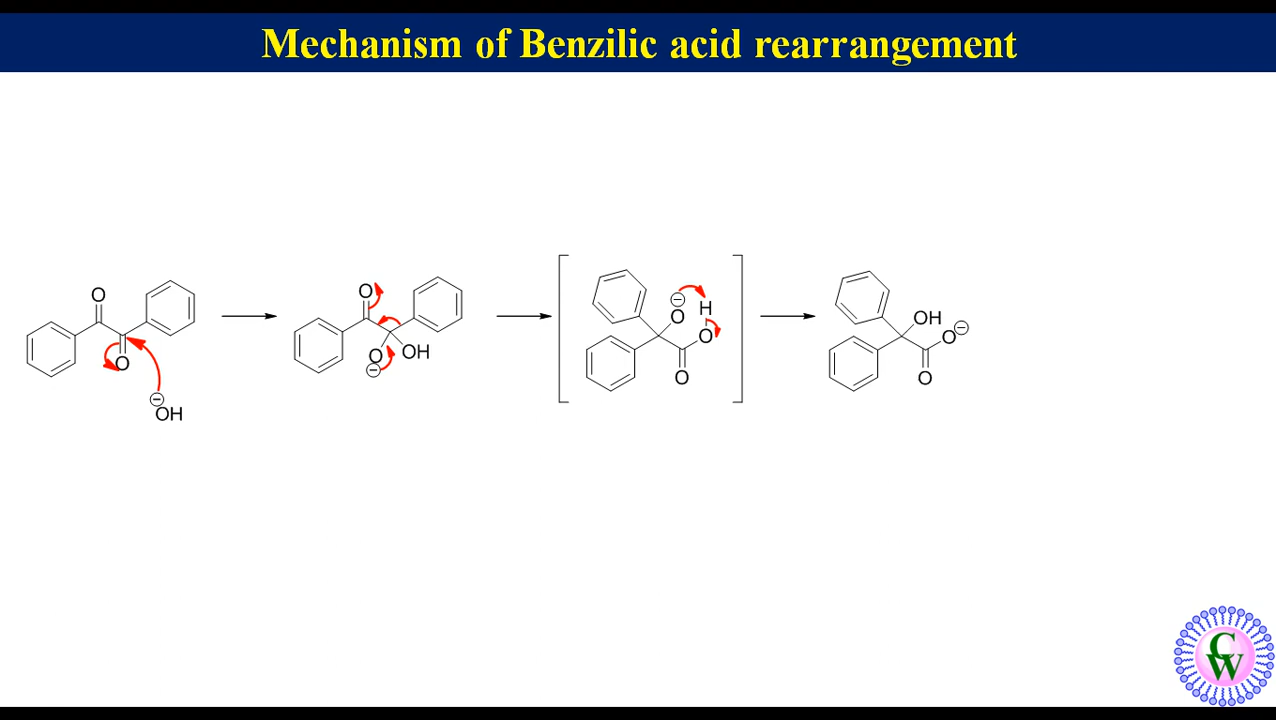 Mechanism of Benzilic acid rearrangement
O
O
⊖
OH
O
O
⊖
OH
⊖
O
H
O
O
OH
O
⊖
O
CW